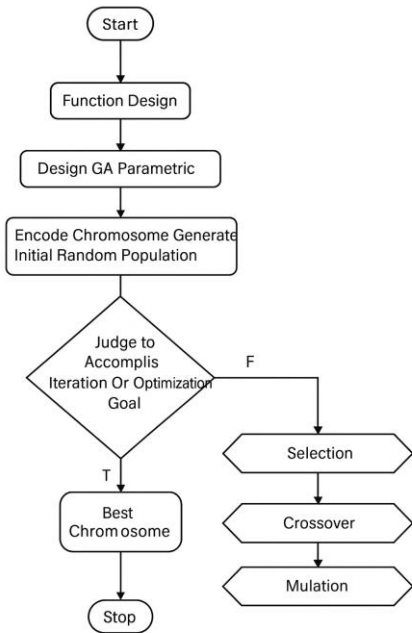 Start
Function Design
Design GA Parametric
Encode Chromosome Generate
Initial Random Population
Judge to
Accomplis
Iteration Or Optimization
Goal
F
T
Selection
Crossover
Mulation
Best
Chromosome
Stop